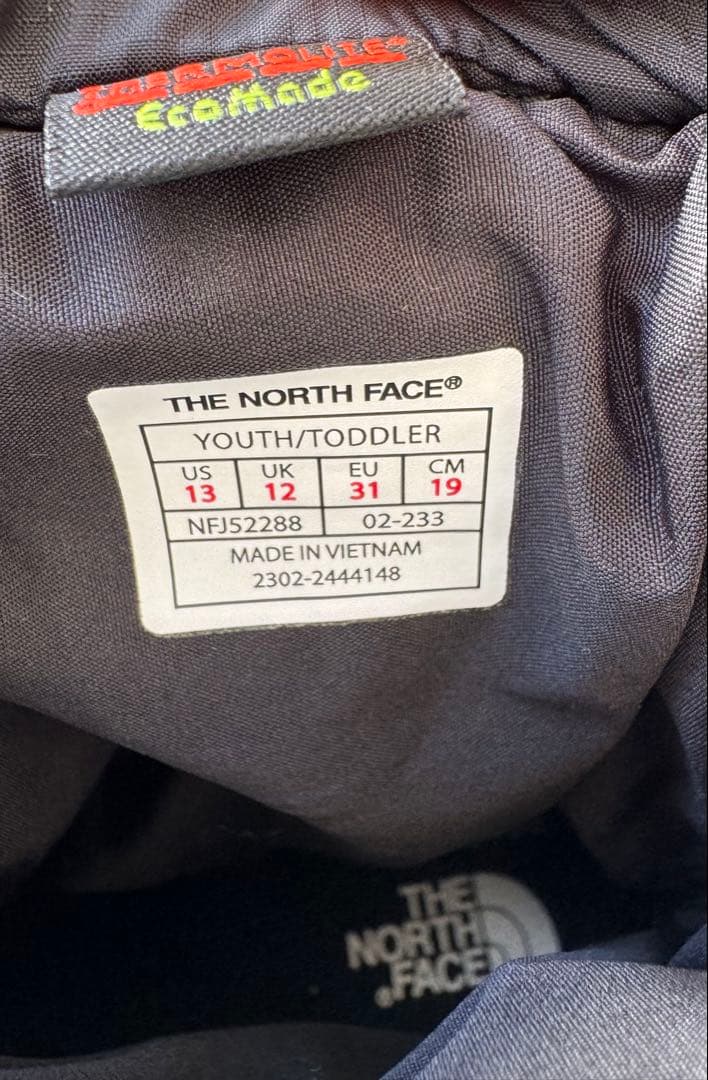 THERMOLITE
EcoMade
THE NORTH FACE®
YOUTH/TODDLER
US UK EU CM
13 12 31 19
NFJ52288 02-233
MADE IN VIETNAM
2302-2444148
THE
NORTH
FACE
®